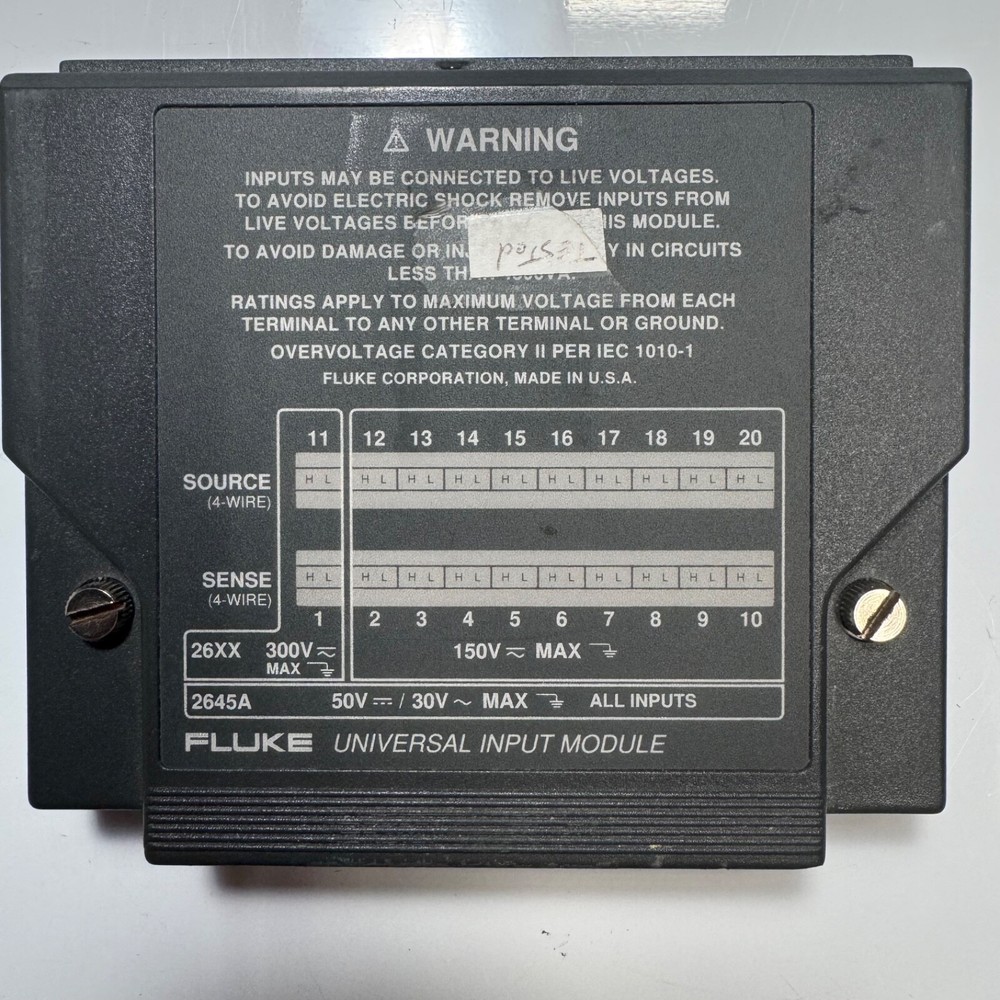 ⚠ WARNING
INPUTS MAY BE CONNECTED TO LIVE VOLTAGES.
TO AVOID ELECTRIC SHOCK REMOVE INPUTS FROM
LIVE VOLTAGES MODULE.
TESTed
TO AVOID DAMAGE OR IN CIRCUITS
LESS
RATINGS APPLY TO MAXIMUM VOLTAGE FROM EACH
TERMINAL TO ANY OTHER TERMINAL OR GROUND.
OVERVOLTAGE CATEGORY II PER IEC 1010-1
FLUKE CORPORATION, MADE IN U.S.A.
11 12 13 14 15 16 17 18 19 20
SOURCE H L H L H L H L H L H L H L H L H L H L
(4-WIRE)
SENSE H L H L H L H L H L H L H L H L H L H L
(4-WIRE)
1 2 3 4 5 6 7 8 9 10
26XX 300V MAX 150V MAX
2645A 50V / 30V ~ MAX ALL INPUTS
FLUKE UNIVERSAL INPUT MODULE